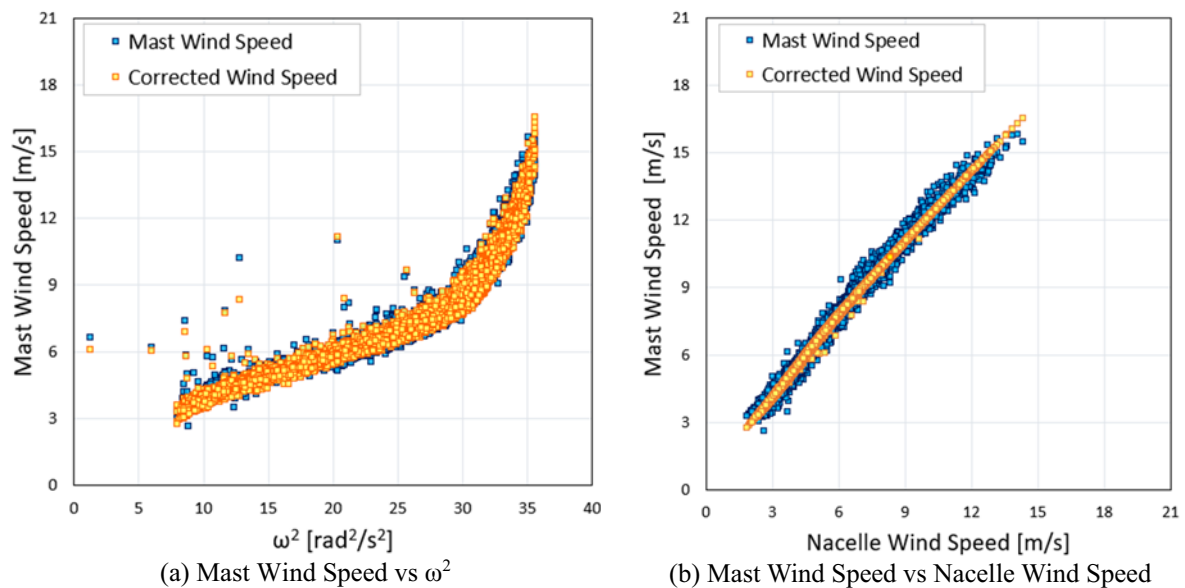 21
18
15
12
9
6
3
0
Mast Wind Speed [m/s]
Mast Wind Speed
Corrected Wind Speed
0 5 10 15 20 25 30 35 40
ω² [rad²/s²]
(a) Mast Wind Speed vs ω²
21
18
15
12
9
6
3
0
Mast Wind Speed [m/s]
Mast Wind Speed
Corrected Wind Speed
0 3 6 9 12 15 18 21
Nacelle Wind Speed [m/s]
(b) Mast Wind Speed vs Nacelle Wind Speed